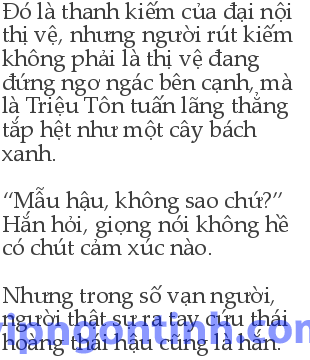 Đó là thanh kiếm của đại nội
thị vệ, nhưng người rút kiếm
không phải là thị vệ đang
đứng ngơ ngác bên cạnh, mà
là Triệu Tôn tuấn lãng thẳng
tắp hệt như một cây bách
xanh.
“Mẫu hậu, không sao chứ?”
Hắn hỏi, giọng nói không hề
có chút cảm xúc nào.
Nhưng trong số vạn người,
người thật sự ra tay cứu thái
hoàng thái hậu cũng là hắn.
vipngontinh.com